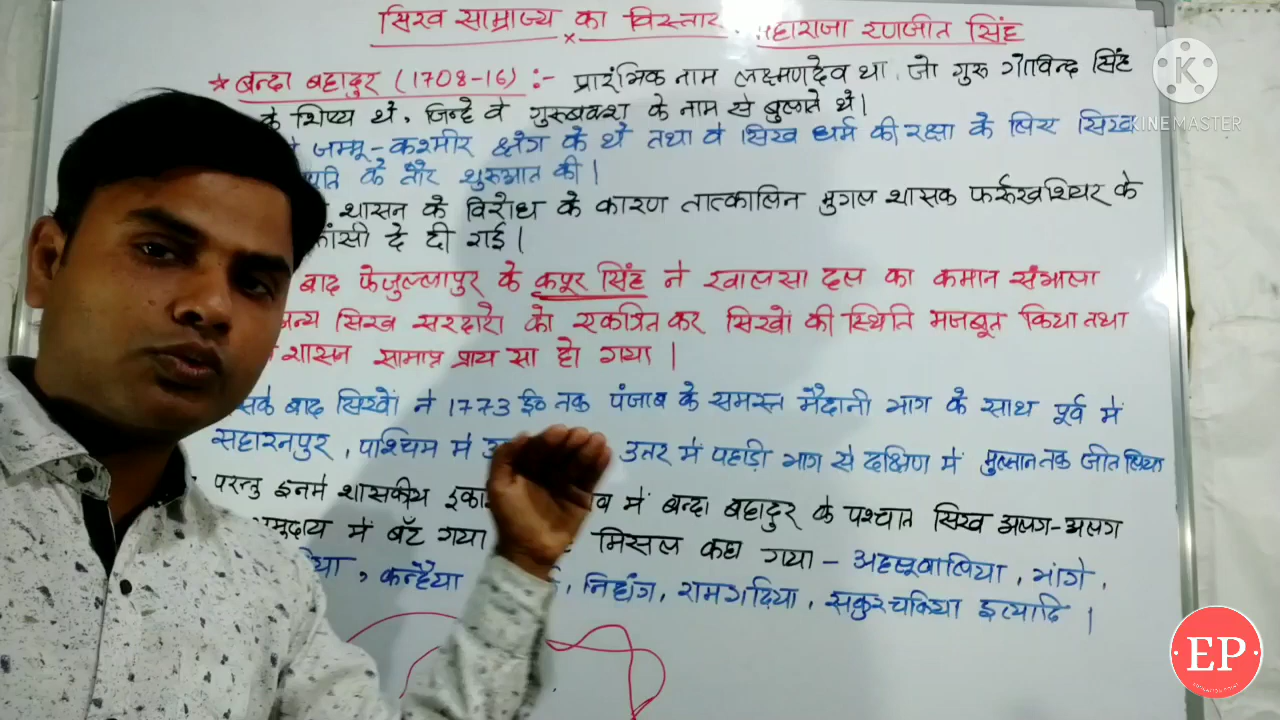 सिख साम्राज्य का विस्तार. महाराजा रणजीत सिंह
★ बन्दा बहादुर (1708-16) :- प्रारंभिक नाम लक्ष्मणदेव था, जो गुरु गोविन्द सिंह
के शिष्य थे, जिन्हे वे गुरुबक्श के नाम से बुलाते थे।
जम्मू-कश्मीर क्षेत्र के थे तथा वे सिख धर्म की रक्षा के लिए सिख
के तौर शुरुआत की।
शासन के विरोध के कारण तात्कालिन मुगल शासक फर्रुखशियर के
फांसी दे दी गई।
बाद फेजुल्लापुर के कपूर सिंह ने खालसा दल का कमान संभाला
अन्य सिख सरदारो को एकत्रित कर सिखों की स्थिति मजबूत किया तथा
शासन सामाप्त प्राय सा हो गया।
बाद सिखों ने 1773 ई० तक पंजाब के समस्त मैदानी भाग के साथ पूर्व में
सहारनपुर, पाश्चिम में उत्तर में पहाड़ी भाग से दक्षिण में मुल्तान तक जीत लिया
परन्तु इनमे शासकीय में बन्दा बहादुर के पश्चात सिख अलग-अलग
समुदाय में बँट गया मिसल कहा गया - अहलूवालिया, भांगे,
कन्हैया निहांग, रामगढिया, सकुरचकिया इत्यादि।
KINEMASTER
EP